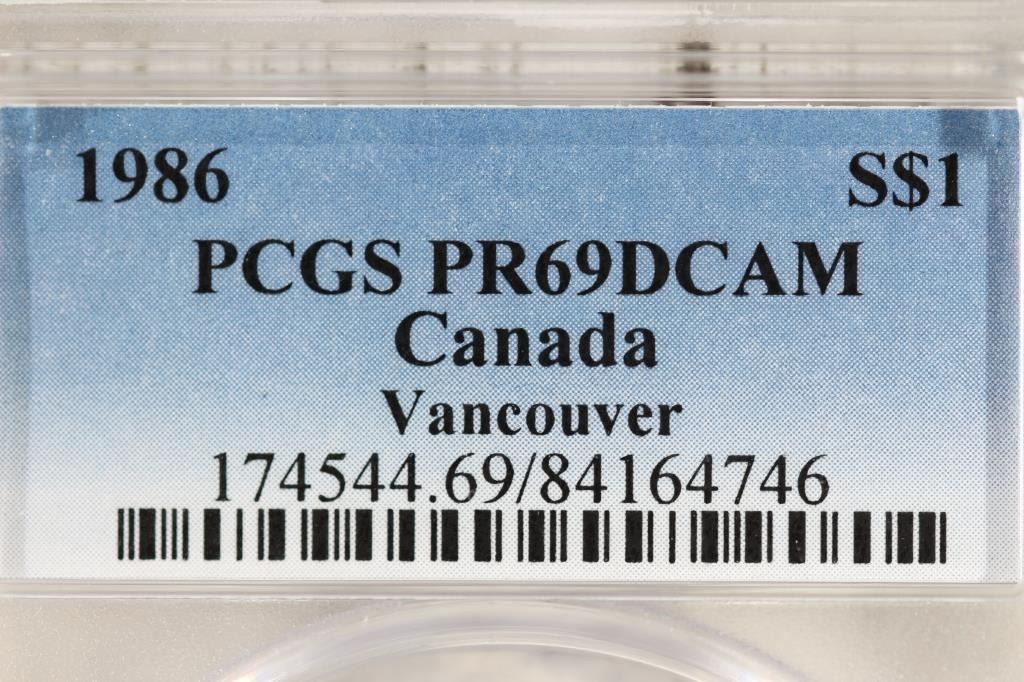 1986 S$1
PCGS PR69DCAM
Canada
Vancouver
174544.69/84164746